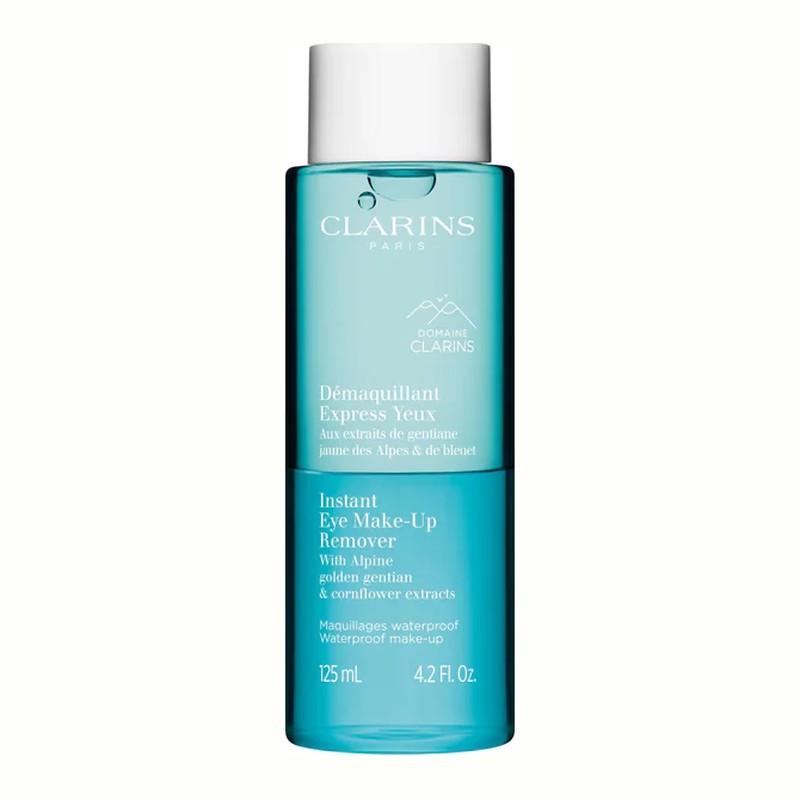 CLARINS
PARIS
DOMAINE
CLARINS
Démaquillant
Express Yeux
Aux extraits de gentiane
jaune des Alpes & de bleuet
Instant
Eye Make-Up
Remover
With Alpine
golden gentian
& cornflower extracts
Maquillages waterproof
Waterproof make-up
125 mL 4.2 Fl. Oz.